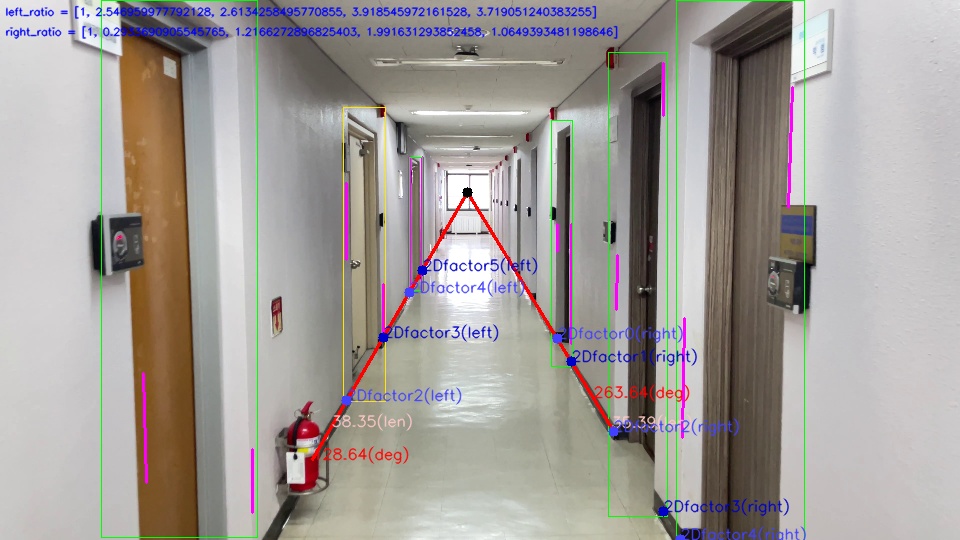 left_ratio = [1, 2.546959977792128, 2.6134258495770855, 3.918545972161528, 3.719051240383255]
right_ratio = [1, 0.2933690905545765, 1.2166272896825403, 1.991631293852458, 1.0649393481198646]
2Dfactor5(left)
2Dfactor4(left)
2Dfactor3(left)
2Dfactor0(right)
2Dfactor1(right)
2Dfactor2(left)
263.64(deg)
38.35(len)
2Dfactor2(right)
28.64(deg)
2Dfactor3(right)
2Dfactor4(right)